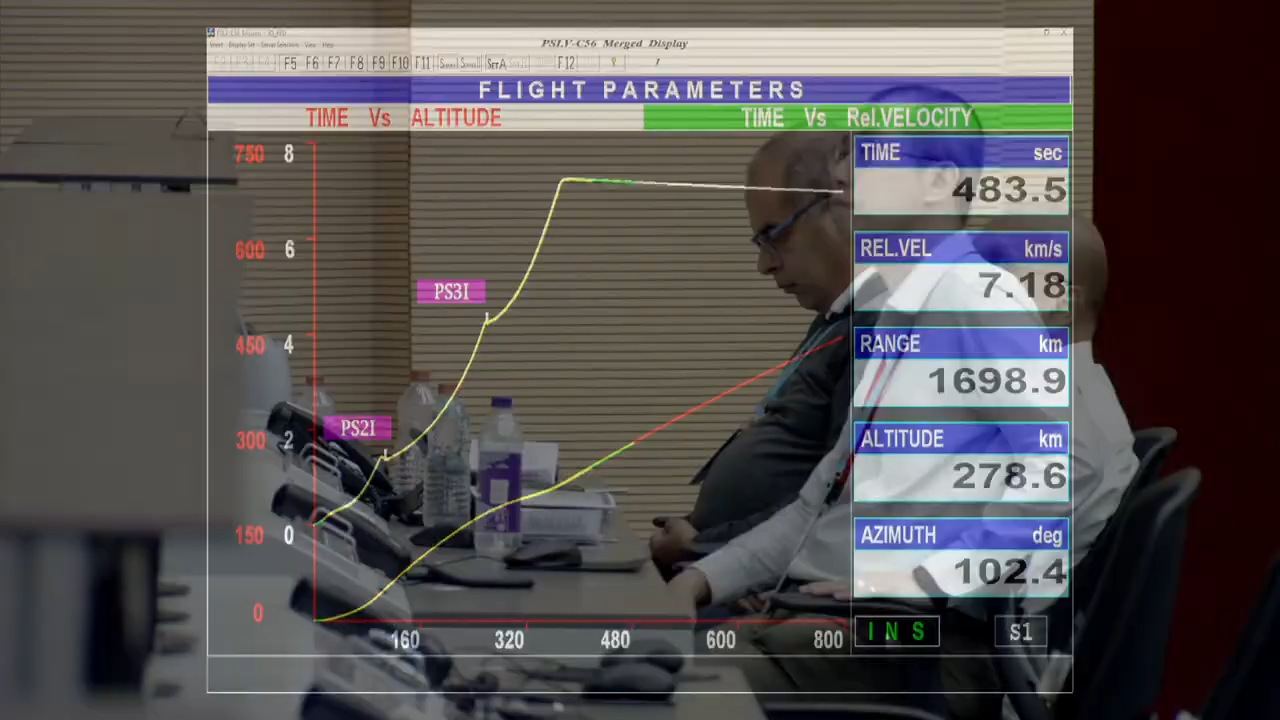 PSLV-C56 Merged Display
F5 F6 F7 F8 F9 F10 F11 F12
FLIGHT PARAMETERS
TIME Vs ALTITUDE
TIME Vs Rel.VELOCITY
750 8
600 6
450 4
300 2
150 0
0
160 320 480 600 800
PS3I
PS2I
TIME sec
483.5
REL.VEL km/s
7.18
RANGE km
1698.9
ALTITUDE km
278.6
AZIMUTH deg
102.4
INS S1